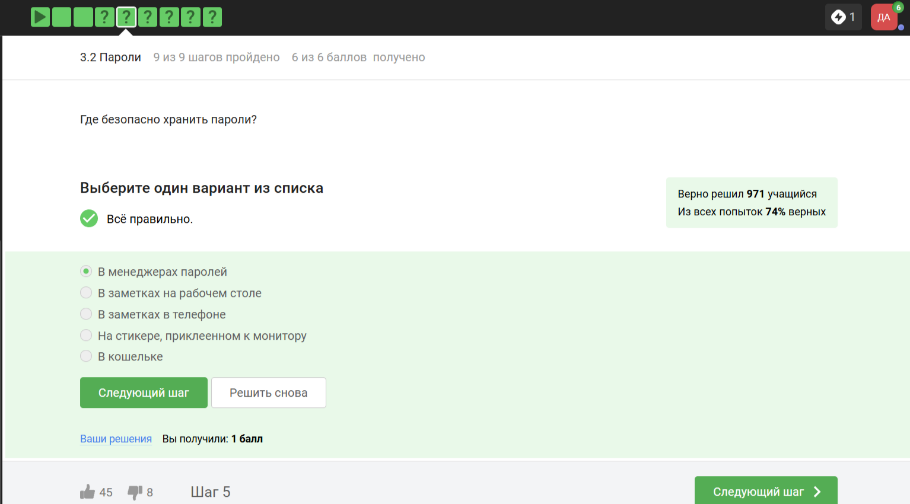 ? ? ? ? ? ?
1
ДА
6
3.2 Пароли 9 из 9 шагов пройдено 6 из 6 баллов получено
Где безопасно хранить пароли?
Выберите один вариант из списка
Всё правильно.
Верно решил 971 учащийся
Из всех попыток 74% верных
В менеджерах паролей
В заметках на рабочем столе
В заметках в телефоне
На стикере, приклеенном к монитору
В кошельке
Следующий шаг Решить снова
Ваши решения Вы получили: 1 балл
45 8 Шаг 5 Следующий шаг